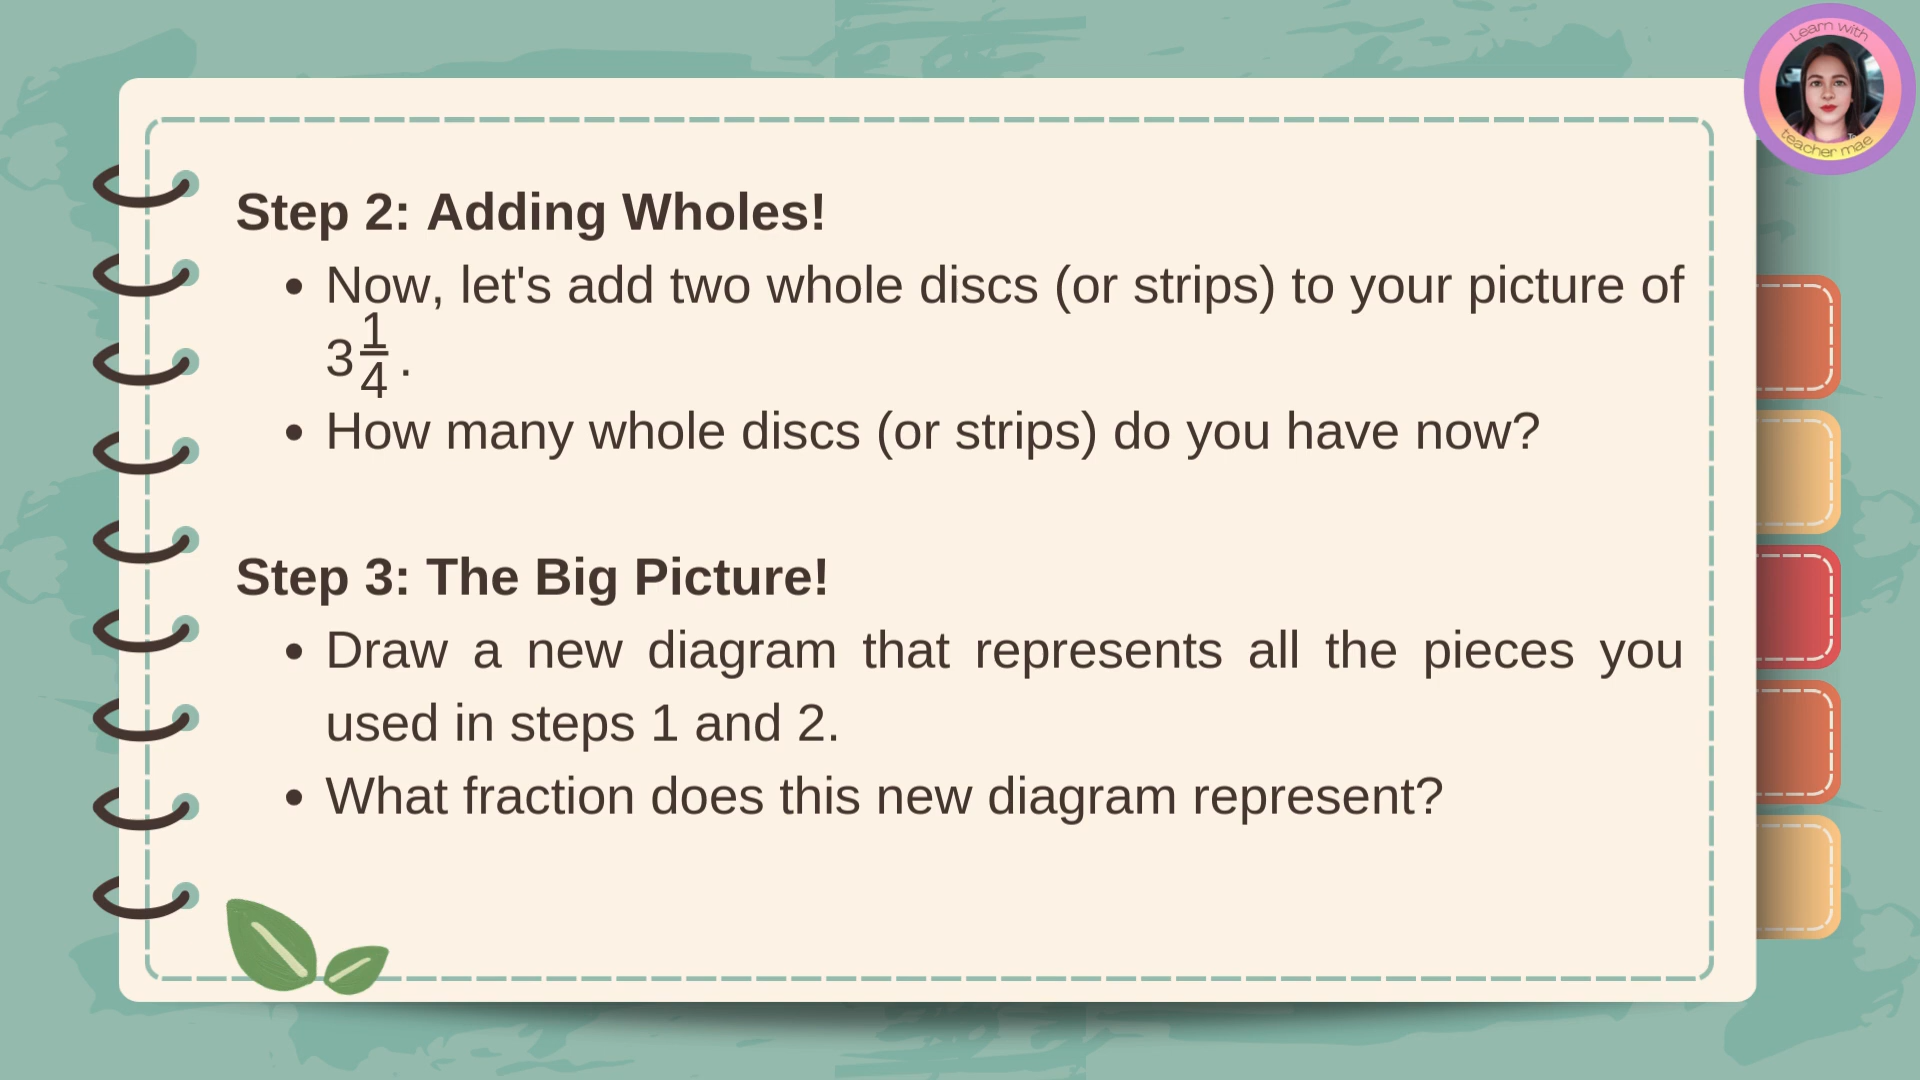 Learn with
teacher mae
Step 2: Adding Wholes!
• Now, let's add two whole discs (or strips) to your picture of
3 1/4 .
• How many whole discs (or strips) do you have now?
Step 3: The Big Picture!
• Draw a new diagram that represents all the pieces you
used in steps 1 and 2.
• What fraction does this new diagram represent?